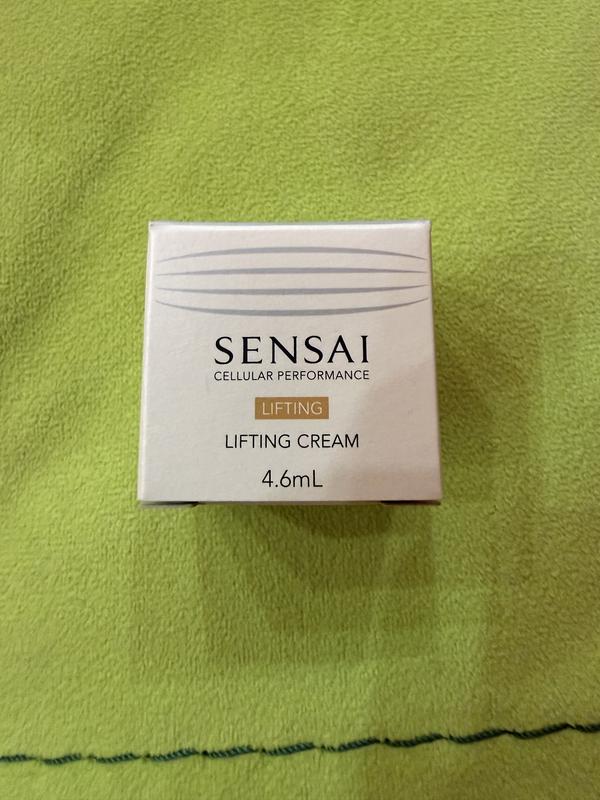 SENSAI
CELLULAR PERFORMANCE
LIFTING
LIFTING CREAM
4.6mL